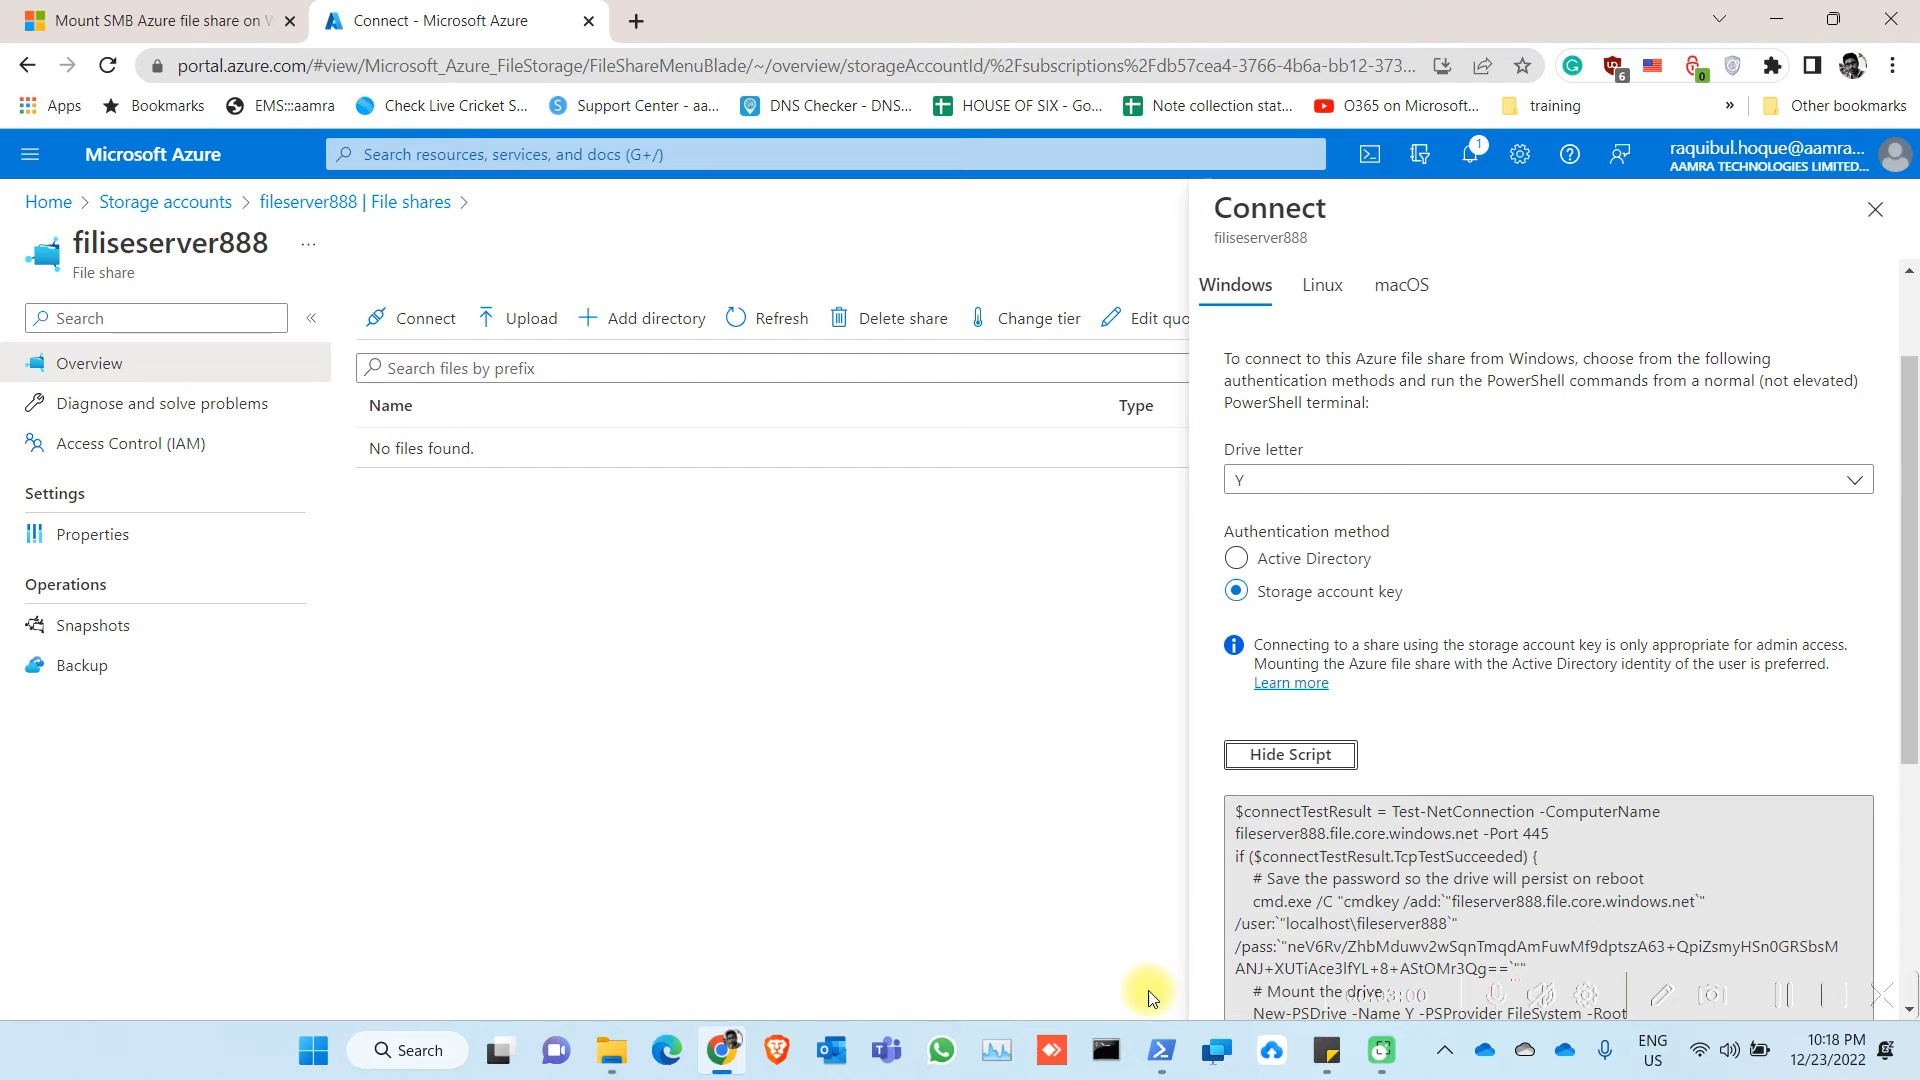 Mount SMB Azure file share on W
Connect - Microsoft Azure
portal.azure.com/#view/Microsoft_Azure_FileStorage/FileShareMenuBlade/~/overview/storageAccountId/%2Fsubscriptions%2Fdb57cea4-3766-4b6a-bb12-373...
6
0
Apps
Bookmarks
EMS:::aamra
Check Live Cricket S...
Support Center - aa...
DNS Checker - DNS...
HOUSE OF SIX - Go...
Note collection stat...
O365 on Microsoft...
training
»
Other bookmarks
Microsoft Azure
Search resources, services, and docs (G+/)
1
raquibul.hoque@aamra...
AAMRA TECHNOLOGIES LIMITED...
Home > Storage accounts > fileserver888 | File shares >
filiseserver888
...
File share
Search
«
Overview
Diagnose and solve problems
Access Control (IAM)
Settings
Properties
Operations
Snapshots
Backup
Connect
Upload
Add directory
Refresh
Delete share
Change tier
Edit quo
Search files by prefix
Name
Type
No files found.
Connect
filiseserver888
Windows
Linux
macOS
To connect to this Azure file share from Windows, choose from the following
authentication methods and run the PowerShell commands from a normal (not elevated)
PowerShell terminal:
Drive letter
Y
Authentication method
Active Directory
Storage account key
Connecting to a share using the storage account key is only appropriate for admin access.
Mounting the Azure file share with the Active Directory identity of the user is preferred.
Learn more
Hide Script
$connectTestResult = Test-NetConnection -ComputerName
fileserver888.file.core.windows.net -Port 445
if ($connectTestResult.TcpTestSucceeded) {
# Save the password so the drive will persist on reboot
cmd.exe /C "cmdkey /add:`"fileserver888.file.core.windows.net`"
/user:`"localhost\fileserver888`"
/pass:`"neV6Rv/ZhbMduwv2wSqnTmqdAmFuwMf9dptszA63+QpiZsmyHSn0GRSbsM
ANJ+XUTiAce3lfYL+8+AStOMr3Qg==`""
# Mount the drive
New-PSDrive -Name Y -PSProvider FileSystem -Root
00:03:00
Search
ENG
US
10:18 PM
12/23/2022